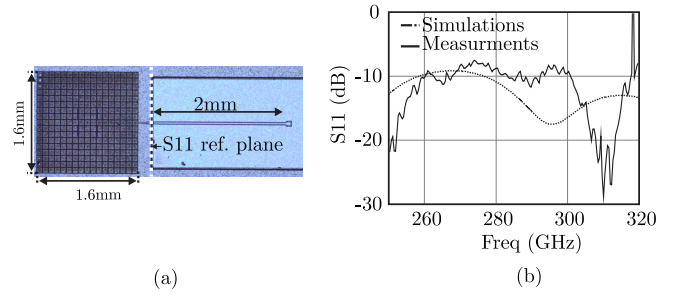 (a)
1.6mm
2mm
S11 ref. plane
1.6mm
S11 (dB)
0
-10
-20
-30
Simulations
Measurments
260
280
300
320
Freq (GHz)
(b)